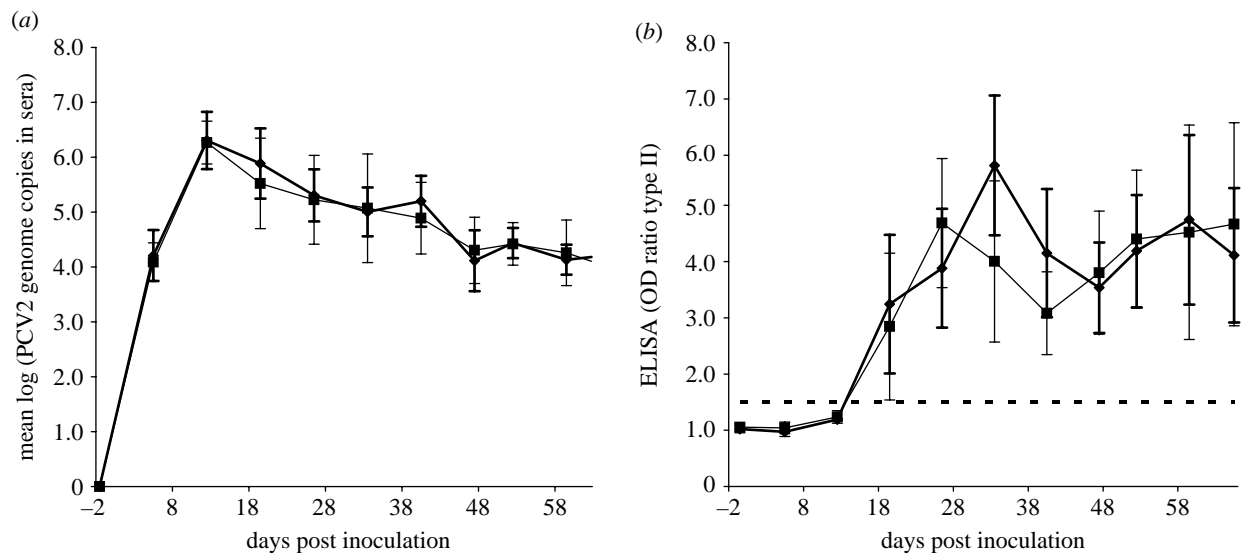 (a)
8.0
7.0
6.0
5.0
4.0
3.0
2.0
1.0
0
–2 8 18 28 38 48 58
mean log (PCV2 genome copies in sera)
days post inoculation
(b)
8.0
7.0
6.0
5.0
4.0
3.0
2.0
1.0
0
–2 8 18 28 38 48 58
ELISA (OD ratio type II)
days post inoculation